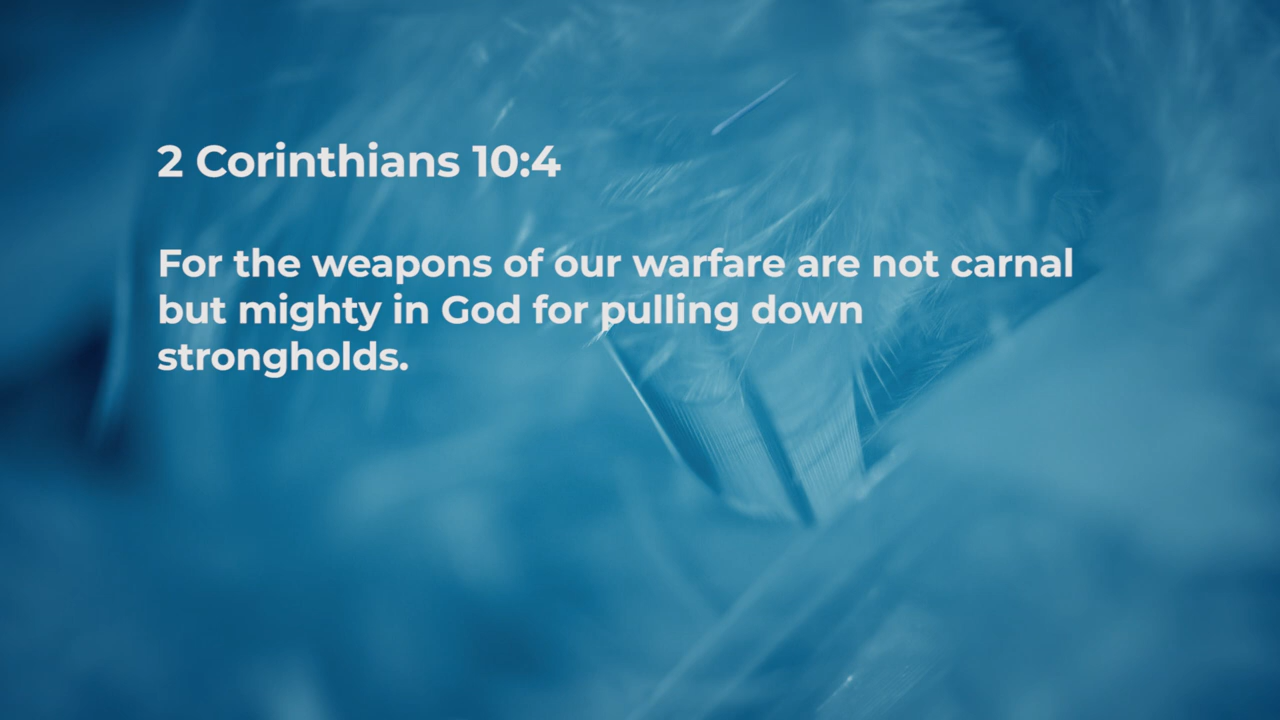 2 Corinthians 10:4
For the weapons of our warfare are not carnal
but mighty in God for pulling down
strongholds.